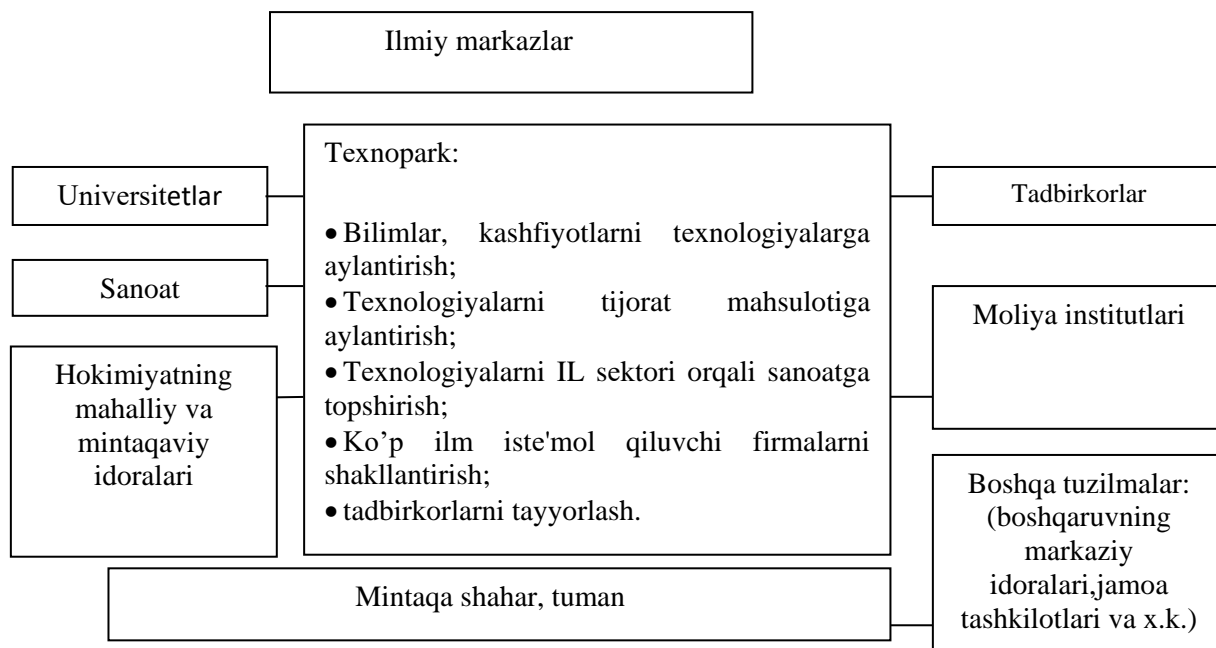 Ilmiy markazlar
Universitetlar
Sanoat
Hokimiyatning
mahalliy va
mintaqaviy
idoralari
Texnopark:
• Bilimlar, kashfiyotlarni texnologiyalarga
aylantirish;
• Texnologiyalarni tijorat mahsulotiga
aylantirish;
• Texnologiyalarni IL sektori orqali sanoatga
topshirish;
• Ko’p ilm iste'mol qiluvchi firmalarni
shakllantirish;
• tadbirkorlarni tayyorlash.
Tadbirkorlar
Moliya institutlari
Boshqa tuzilmalar:
(boshqaruvning
markaziy
idoralari,jamoa
tashkilotlari va x.k.)
Mintaqa shahar, tuman